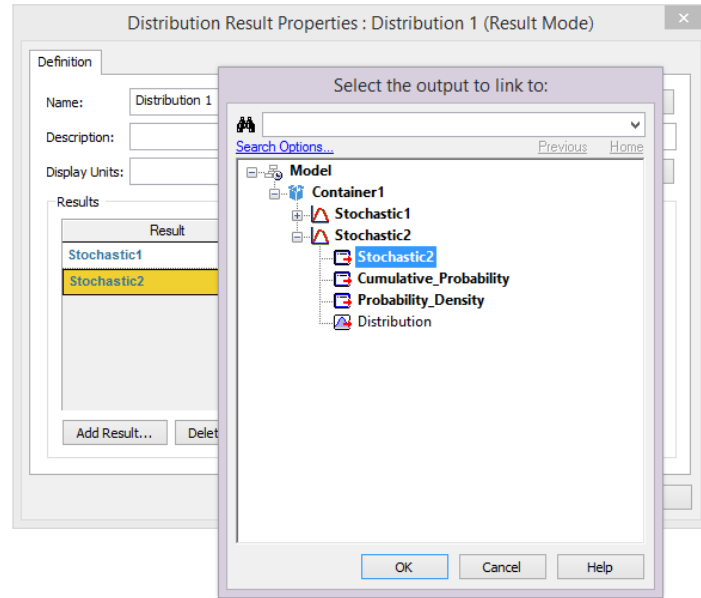 Distribution Result Properties : Distribution 1 (Result Mode)
Definition
Name: Distribution 1
Description:
Display Units:
Results
Result
Stochastic1
Stochastic2
Add Result... Delet
Select the output to link to:
Search Options... Previous Home
Model
Container1
Stochastic1
Stochastic2
Stochastic2
Cumulative_Probability
Probability_Density
Distribution
OK Cancel Help